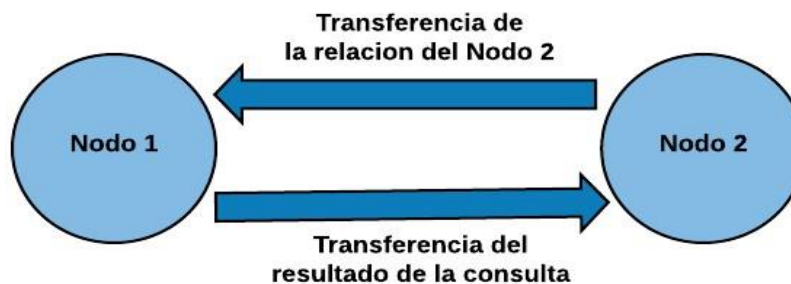 Transferencia de
la relacion del Nodo 2
Nodo 1
Nodo 2
Transferencia del
resultado de la consulta